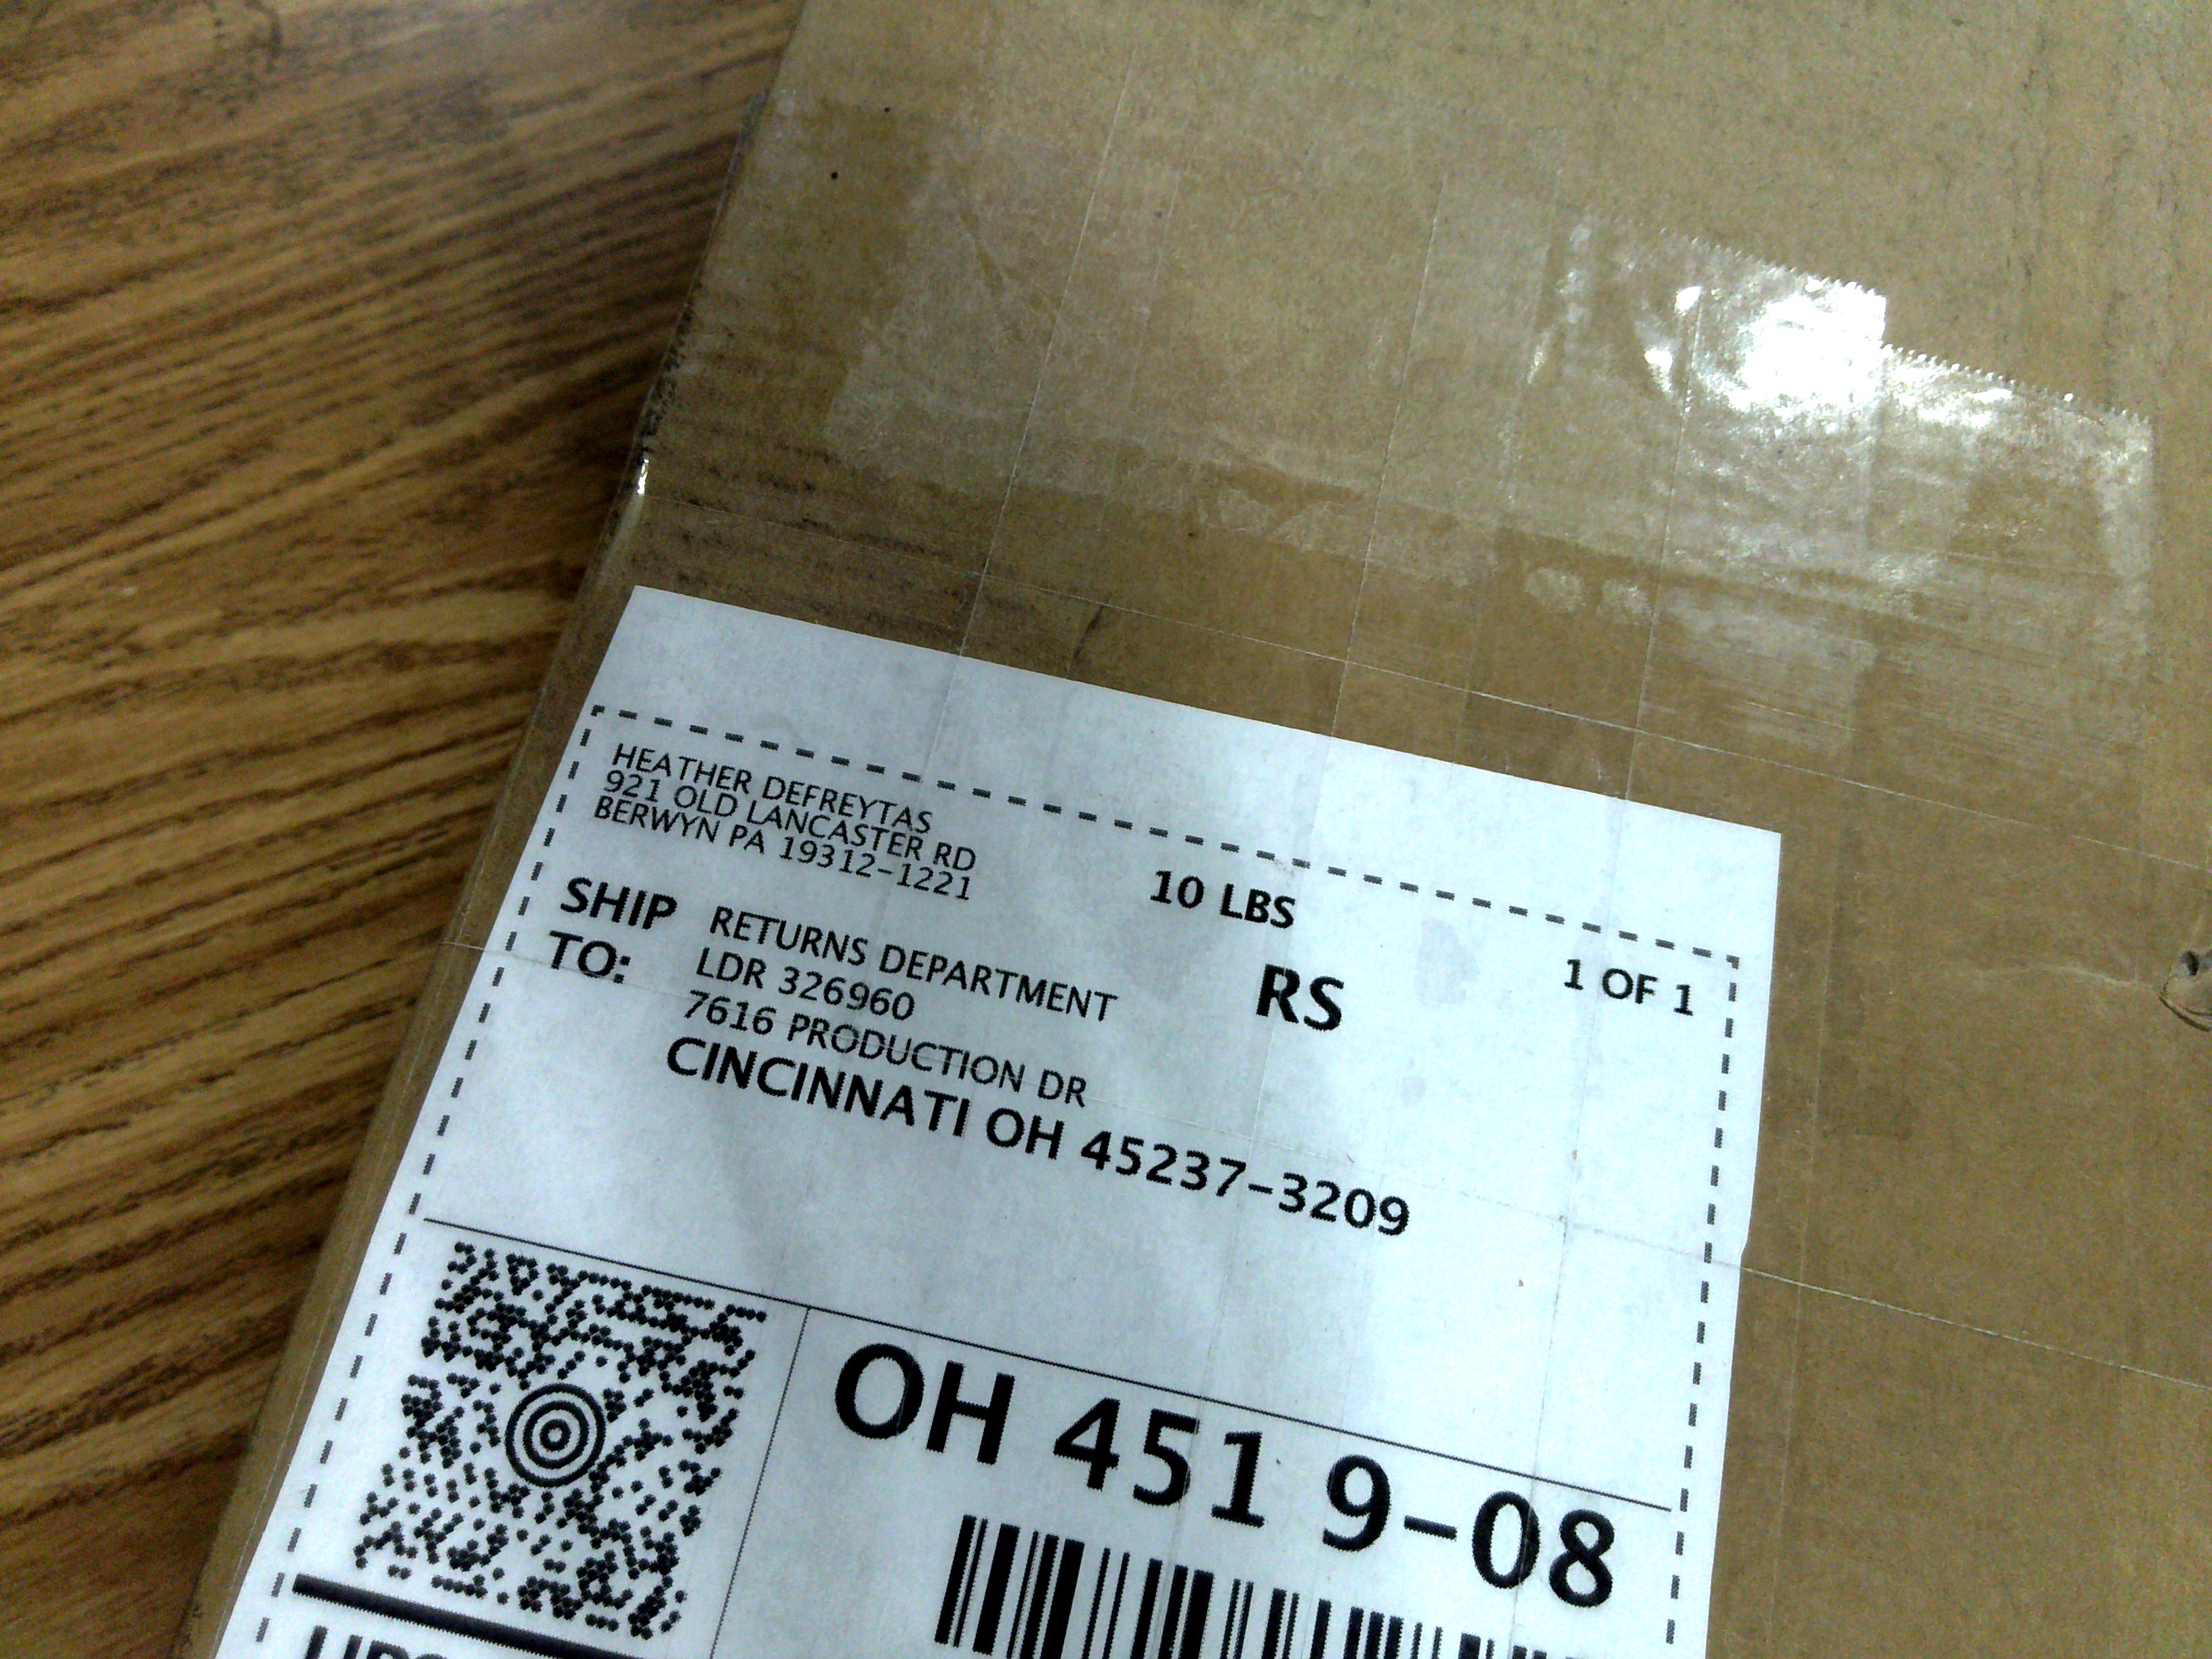 HEATHER DEFREYTAS
921 OLD LANCASTER RD
BERWYN PA 19312-1221
10 LBS
1 OF 1
SHIP TO:
RETURNS DEPARTMENT
LDR 326960
7616 PRODUCTION DR
CINCINNATI OH 45237-3209
RS
OH 451 9-08